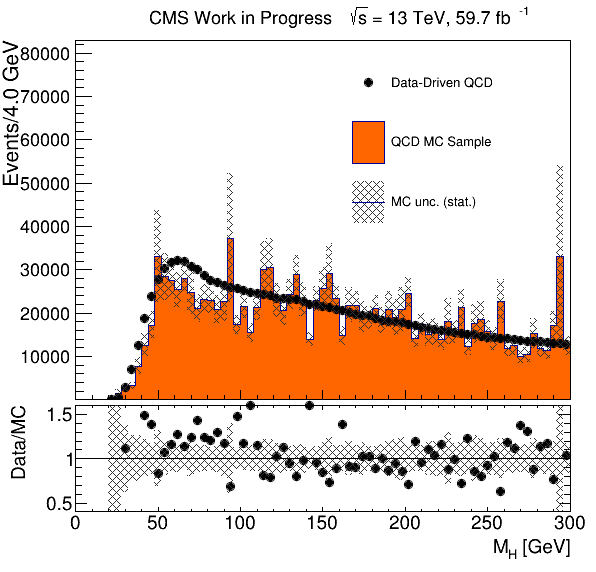 CMS Work in Progress √s = 13 TeV, 59.7 fb -1
Events/4.0 GeV
80000
70000
60000
50000
40000
30000
20000
10000
Data-Driven QCD
QCD MC Sample
MC unc. (stat.)
Data/MC
1.5
1
0.5
0 50 100 150 200 250 300
M_H [GeV]